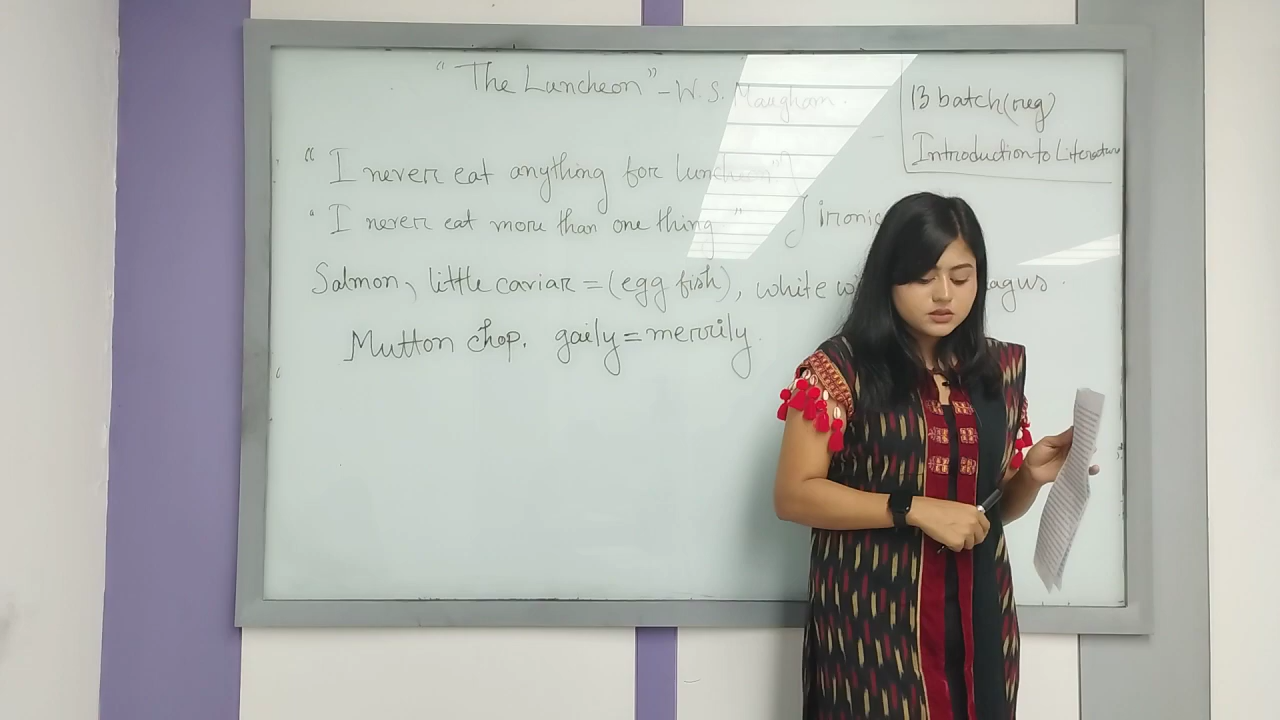 "The Luncheon" - W. S. Maugham.
13 batch (reg)
Introduction to Literature
"I never eat anything for luncheon"
"I never eat more than one thing" } ironic
Salmon, little caviar = (egg fish), white
Mutton chop. gaily = merrily.